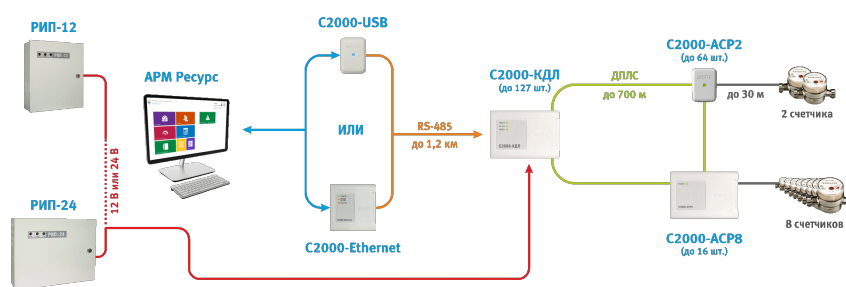 РИП-12
АРМ Ресурс
C2000-USB
ИЛИ
C2000-Ethernet
12 В или 24 В
РИП-24
RS-485
до 1,2 км
С2000-КДЛ
(до 127 шт.)
ДПЛС
до 700 м
С2000-АСР2
(до 64 шт.)
до 30 м
2 счетчика
С2000-АСР8
(до 16 шт.)
8 счетчиков